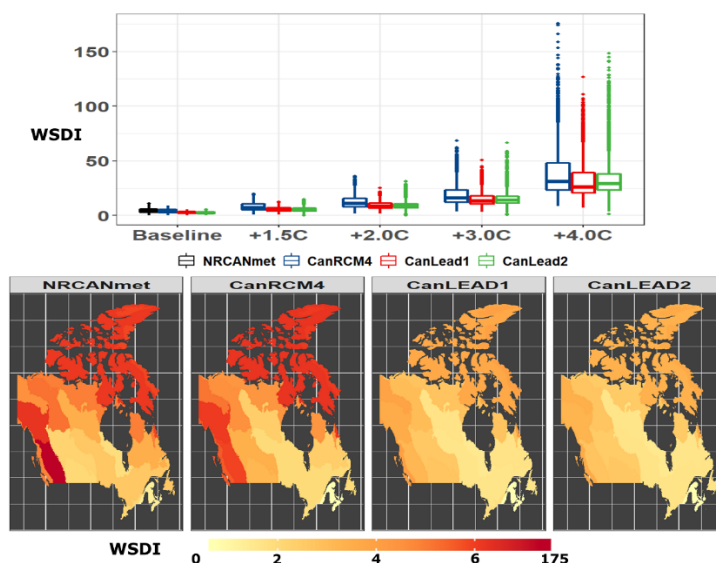 150
100
WSDI
50
0
Baseline +1.5C +2.0C +3.0C +4.0C
NRCANmet CanRCM4 CanLead1 CanLead2
NRCANmet CanRCM4 CanLEAD1 CanLEAD2
WSDI 0 2 4 6 175